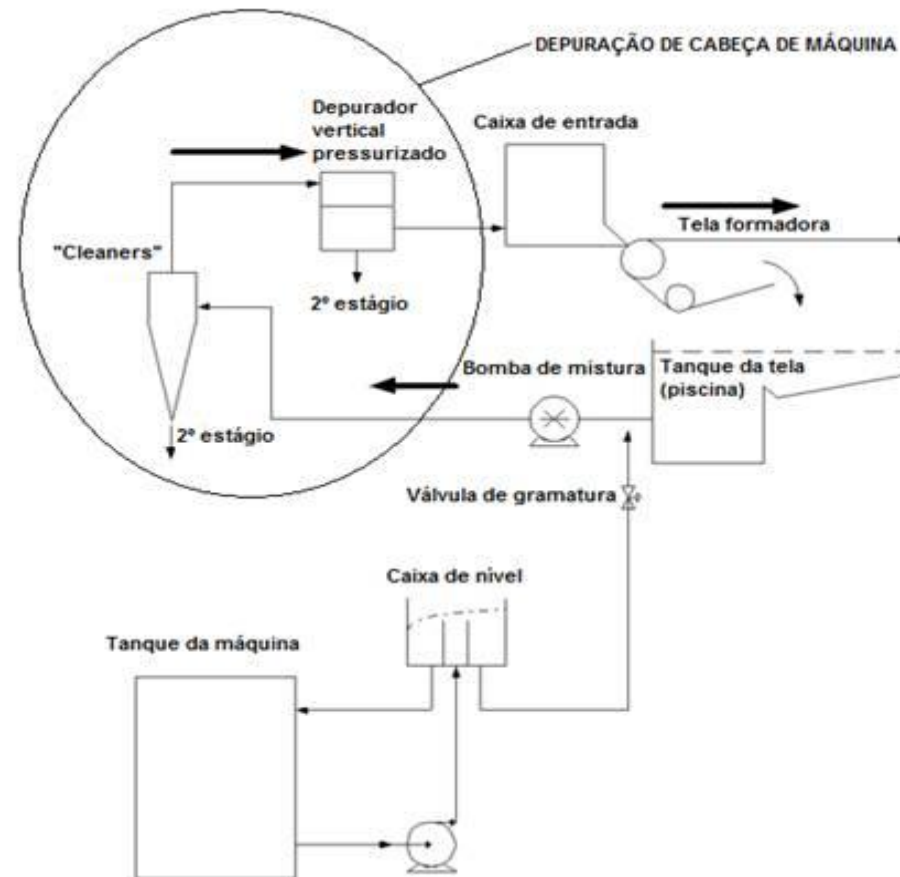 DEPURAÇÃO DE CABEÇA DE MÁQUINA
Depurador
vertical
pressurizado
Caixa de entrada
Tela formadora
"Cleaners"
2º estágio
Bomba de mistura
Tanque da tela
(piscina)
2º estágio
Válvula de gramatura
Caixa de nível
Tanque da máquina